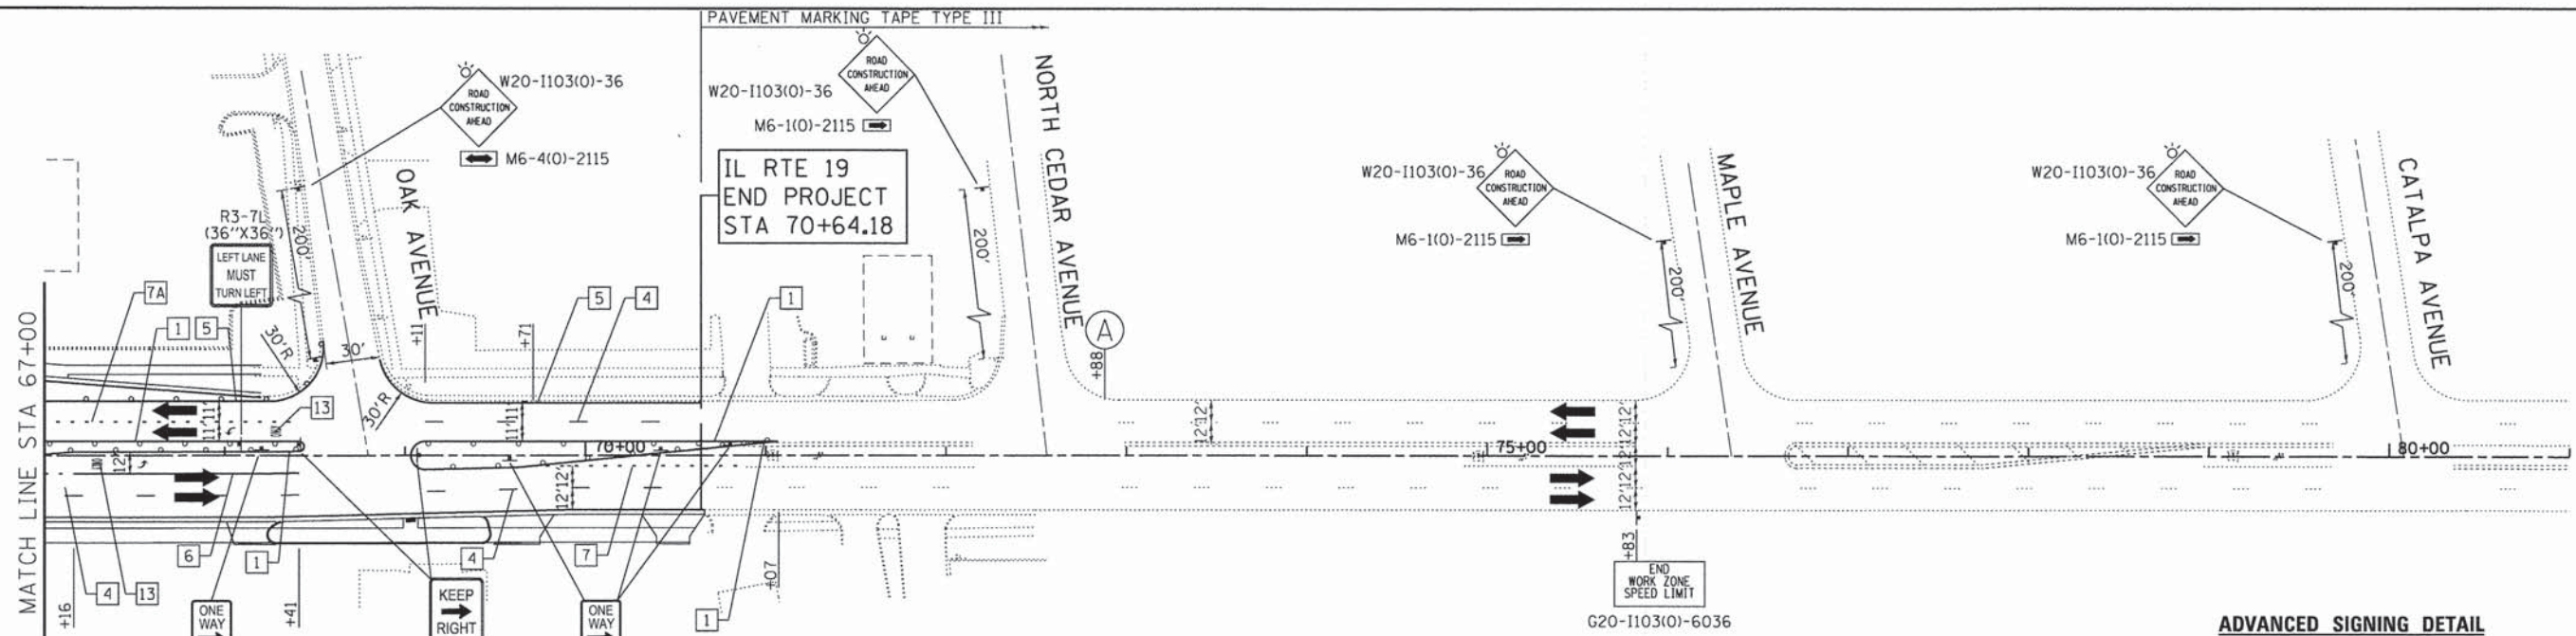 PAVEMENT MARKING TAPE TYPE III
ROAD
CONSTRUCTION
AHEAD
W20-I103(0)-36
M6-4(0)-2115
OAK AVENUE
R3-7L
(36"X36")
LEFT LANE
MUST
TURN LEFT
200'
ROAD
CONSTRUCTION
AHEAD
W20-I103(0)-36
M6-1(0)-2115
IL RTE 19
END PROJECT
STA 70+64.18
NORTH CEDAR AVENUE
200'
A
+88
W20-I103(0)-36
ROAD
CONSTRUCTION
AHEAD
M6-1(0)-2115
MAPLE AVENUE
200'
W20-I103(0)-36
ROAD
CONSTRUCTION
AHEAD
M6-1(0)-2115
CATALPA AVENUE
200'
MATCH LINE STA 67+00
7A
1
5
30'R
30'
30'R
+11
+71
5
4
1
13
11'11'
11'11'
12'
12'12'
70+00
12'12'
12'12'
12'12'12'
75+00
80+00
+16
4
13
6
1
+41
4
7
1
+07
+83
ONE
WAY
KEEP
RIGHT
ONE
WAY
END
WORK ZONE
SPEED LIMIT
G20-I103(0)-6036
ADVANCED SIGNING DETAIL